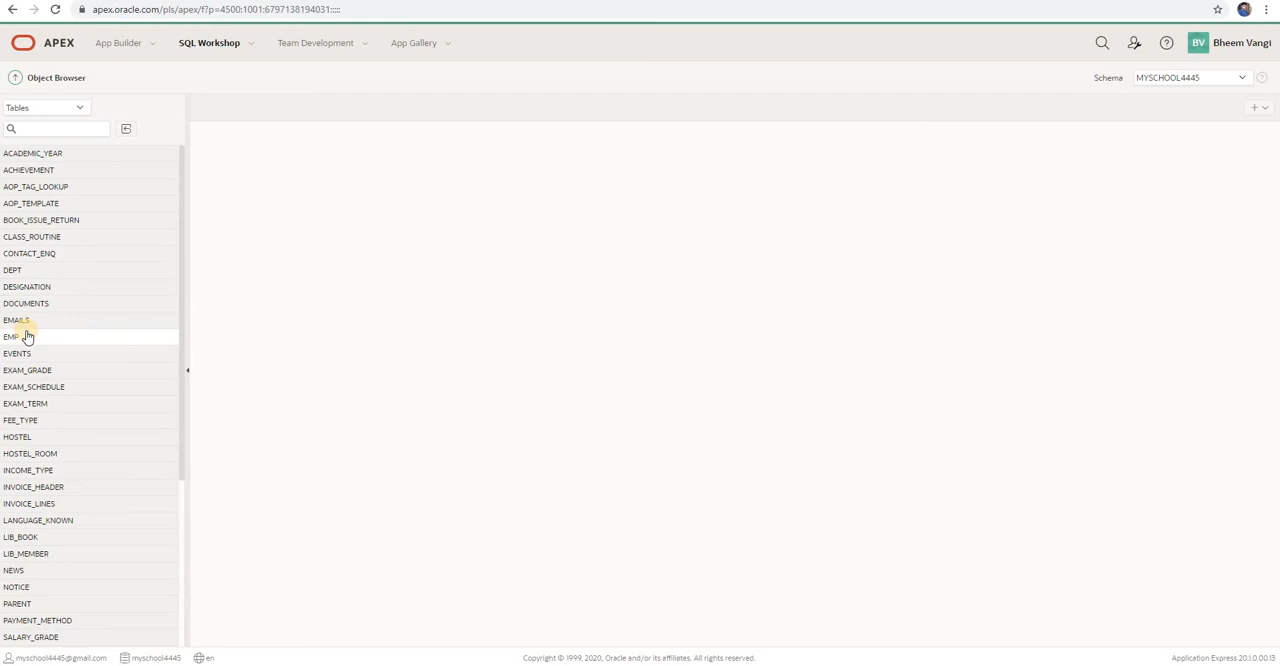 apex.oracle.com/pls/apex/f?p=4500:1001:6797138194031:::::
APEX App Builder SQL Workshop Team Development App Gallery BV Bheem Vangi
Object Browser Schema MYSCHOOL4445
Tables
ACADEMIC_YEAR
ACHIEVEMENT
AOP_TAG_LOOKUP
AOP_TEMPLATE
BOOK_ISSUE_RETURN
CLASS_ROUTINE
CONTACT_ENQ
DEPT
DESIGNATION
DOCUMENTS
EMAILS
EMP
EVENTS
EXAM_GRADE
EXAM_SCHEDULE
EXAM_TERM
FEE_TYPE
HOSTEL
HOSTEL_ROOM
INCOME_TYPE
INVOICE_HEADER
INVOICE_LINES
LANGUAGE_KNOWN
LIB_BOOK
LIB_MEMBER
NEWS
NOTICE
PARENT
PAYMENT_METHOD
SALARY_GRADE
myschool4445@gmail.com myschool4445 en Copyright © 1999, 2020, Oracle and/or its affiliates. All rights reserved. Application Express 20.1.0.00.13